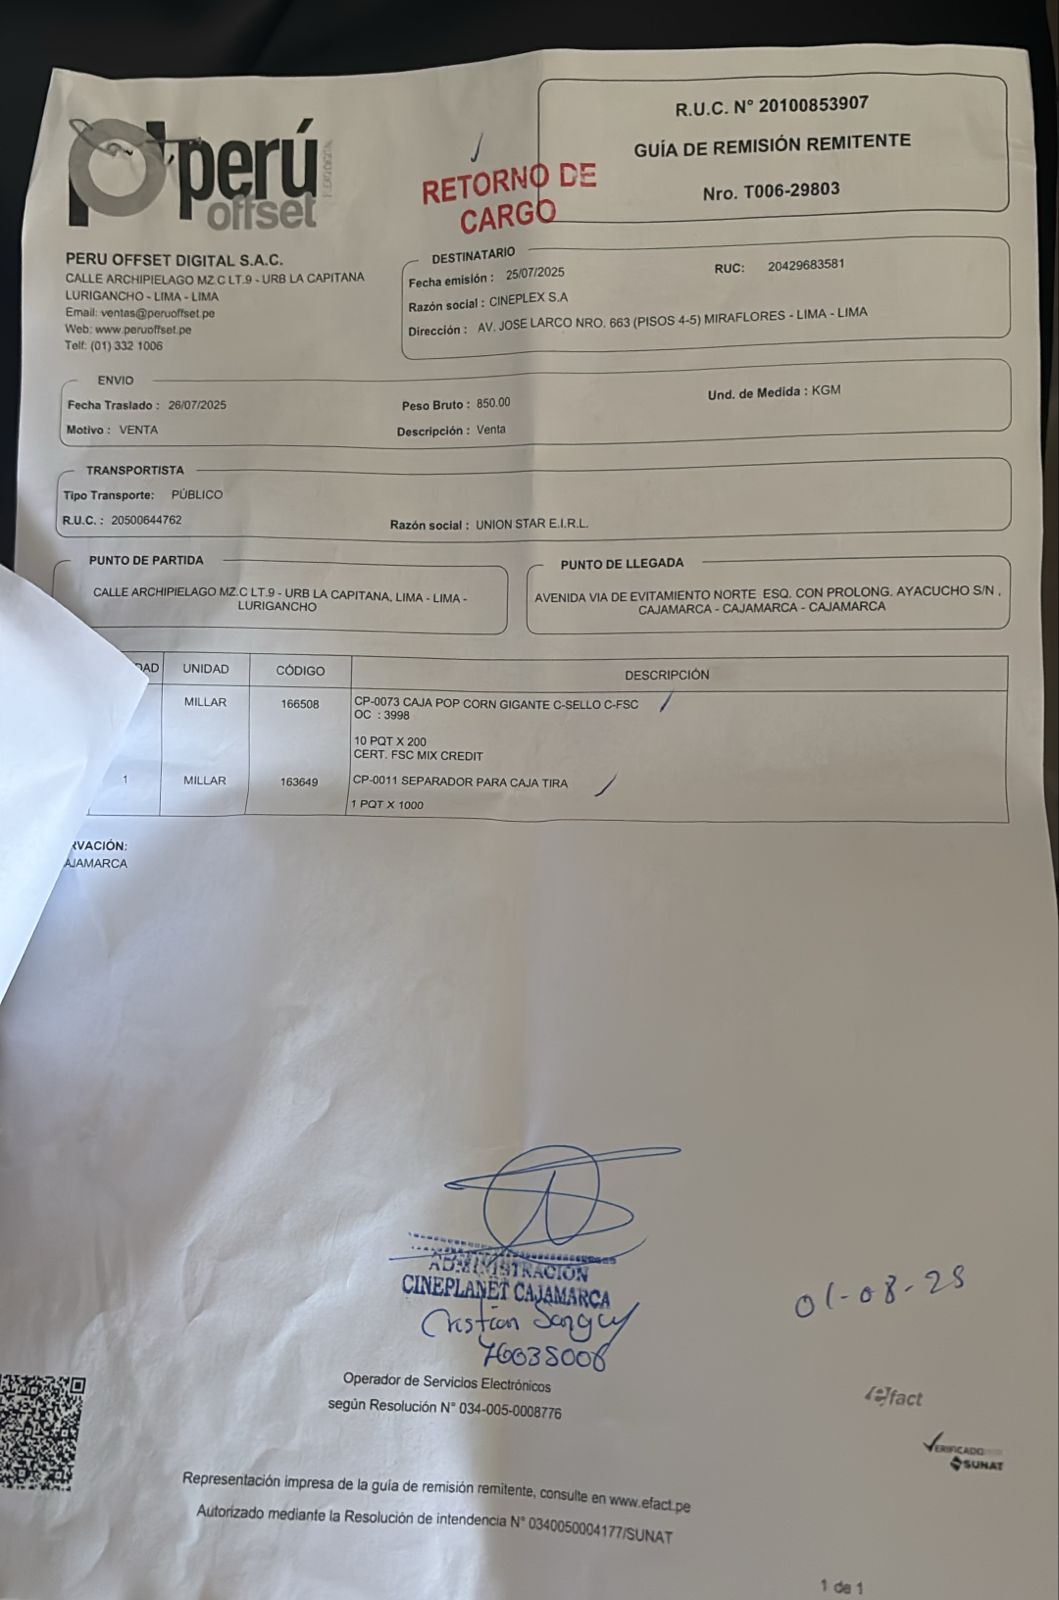 perú
offset
RETORNO DE
CARGO
R.U.C. N° 20100853907
GUÍA DE REMISIÓN REMITENTE
Nro. T006-29803
PERU OFFSET DIGITAL S.A.C.
CALLE ARCHIPIELAGO MZ.C LT.9 - URB LA CAPITANA
LURIGANCHO - LIMA - LIMA
Email: ventas@peruoffset.pe
Web: www.peruoffset.pe
Telf: (01) 332 1006
DESTINATARIO
Fecha emisión : 25/07/2025 RUC: 20429683581
Razón social : CINEPLEX S.A
Dirección : AV. JOSE LARCO NRO. 663 (PISOS 4-5) MIRAFLORES - LIMA - LIMA
ENVIO
Fecha Traslado : 26/07/2025 Peso Bruto : 850.00 Und. de Medida : KGM
Motivo : VENTA Descripción : Venta
TRANSPORTISTA
Tipo Transporte: PÚBLICO
R.U.C. : 20500644762 Razón social : UNION STAR E.I.R.L.
PUNTO DE PARTIDA
CALLE ARCHIPIELAGO MZ.C LT.9 - URB LA CAPITANA, LIMA - LIMA -
LURIGANCHO
PUNTO DE LLEGADA
AVENIDA VIA DE EVITAMIENTO NORTE ESQ. CON PROLONG. AYACUCHO S/N ,
CAJAMARCA - CAJAMARCA - CAJAMARCA
DAD UNIDAD CÓDIGO DESCRIPCIÓN
MILLAR 166508 CP-0073 CAJA POP CORN GIGANTE C-SELLO C-FSC
OC : 3998
10 PQT X 200
CERT. FSC MIX CREDIT
1 MILLAR 163649 CP-0011 SEPARADOR PARA CAJA TIRA
1 PQT X 1000
RVACIÓN:
AJAMARCA
ADMINISTRACION
CINEPLANET CAJAMARCA
01-08-25
76035006
Operador de Servicios Electrónicos
según Resolución N° 034-005-0008776
efact
VERIFICADO
SUNAT
Representación impresa de la guía de remisión remitente, consulte en www.efact.pe
Autorizado mediante la Resolución de intendencia N° 0340050004177/SUNAT
1 de 1